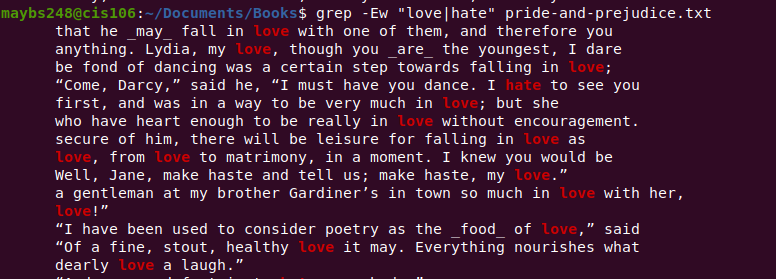 maybs248@cis106:~/Documents/Books$ grep -Ew "love|hate" pride-and-prejudice.txt
that he _may_ fall in love with one of them, and therefore you
anything. Lydia, my love, though you _are_ the youngest, I dare
be fond of dancing was a certain step towards falling in love;
“Come, Darcy,” said he, “I must have you dance. I hate to see you
first, and was in a way to be very much in love; but she
who have heart enough to be really in love without encouragement.
secure of him, there will be leisure for falling in love as
love, from love to matrimony, in a moment. I knew you would be
Well, Jane, make haste and tell us; make haste, my love.”
a gentleman at my brother Gardiner’s in town so much in love with her,
love!”
“I have been used to consider poetry as the _food_ of love,” said
“Of a fine, stout, healthy love it may. Everything nourishes what
dearly love a laugh.”